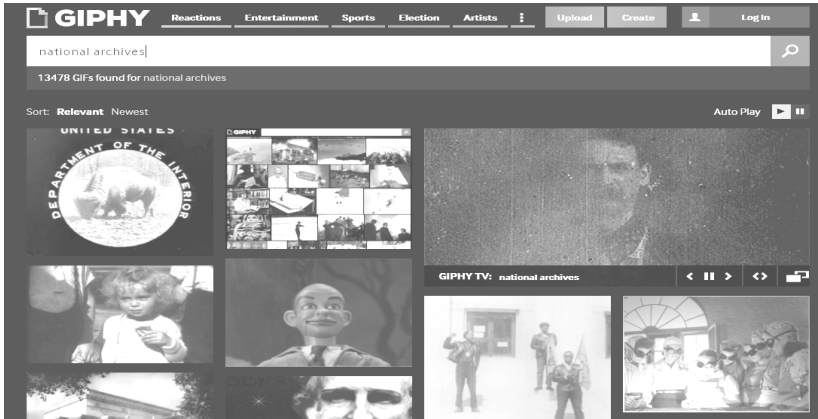 GIPHY Reactions Entertainment Sports Election Artists Upload Create Log In
national archives
13478 GIFs found for national archives
Sort: Relevant Newest Auto Play
UNITED STATES
DEPARTMENT OF THE INTERIOR
GIPHY
GIPHY TV: national archives